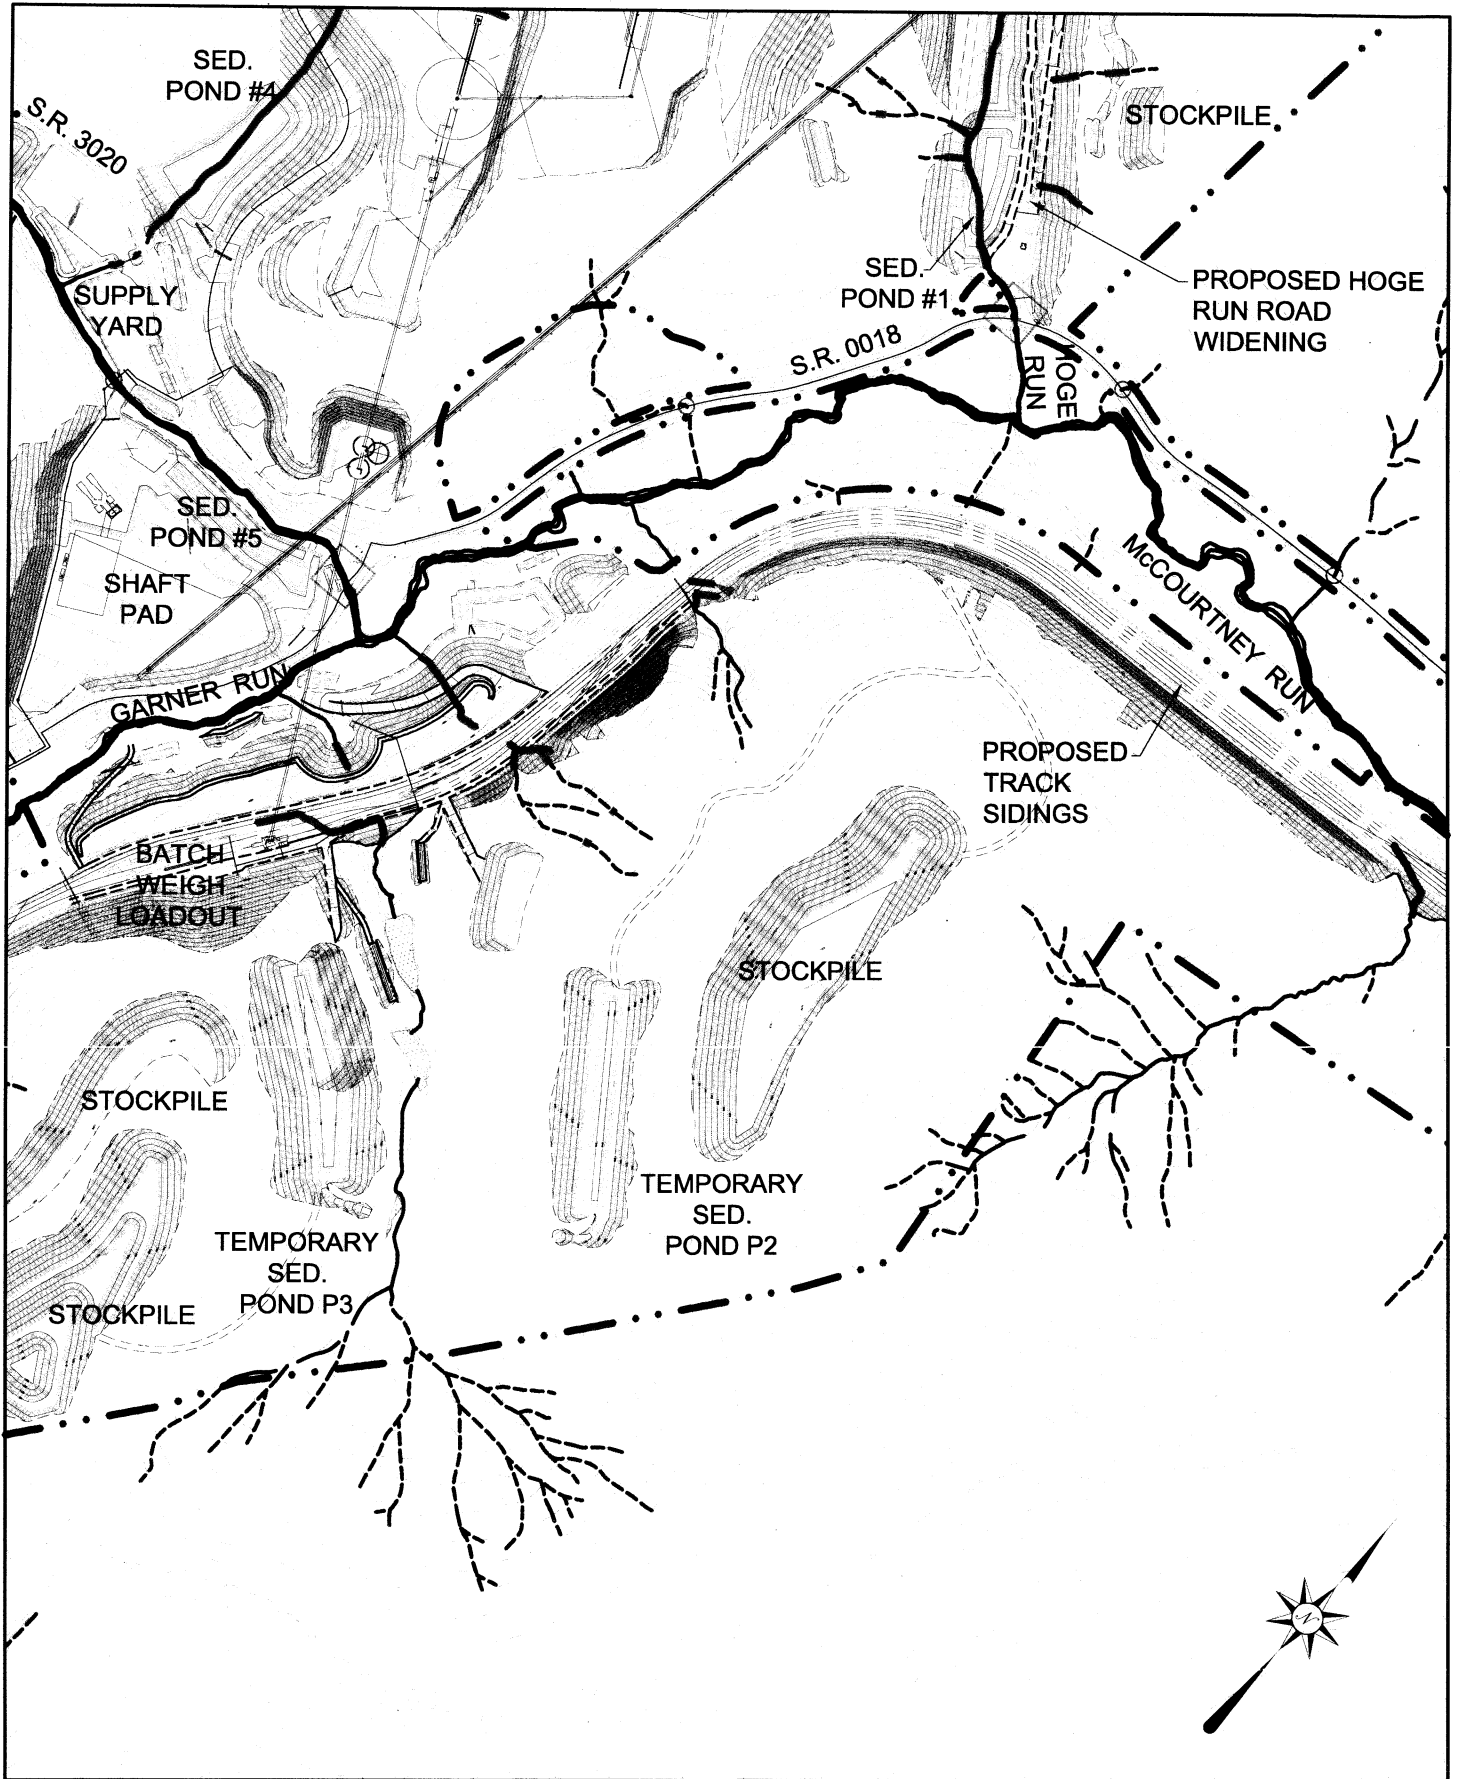 SED.
POND #4
S.R. 3020
STOCKPILE
SUPPLY
YARD
SED.
POND #1
PROPOSED HOGE
RUN ROAD
WIDENING
S.R. 0018
HOGE
RUN
SED.
POND #5
SHAFT
PAD
McCOURTNEY RUN
GARNER RUN
PROPOSED
TRACK
SIDINGS
BATCH
WEIGH
LOADOUT
STOCKPILE
STOCKPILE
TEMPORARY
SED.
POND P2
TEMPORARY
SED.
POND P3
STOCKPILE
N